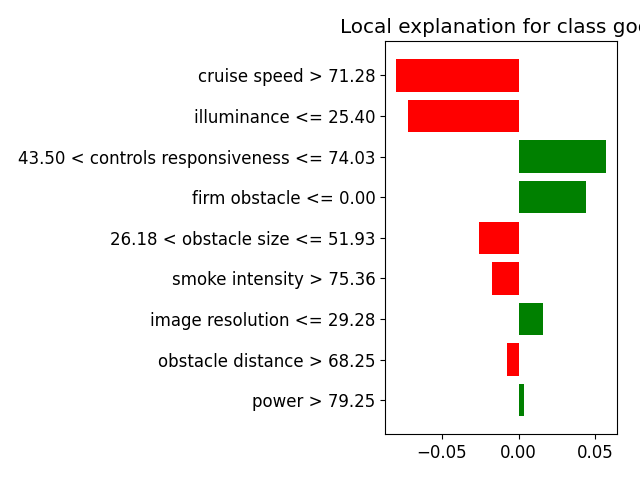 Local explanation for class goo
cruise speed > 71.28
illuminance <= 25.40
43.50 < controls responsiveness <= 74.03
firm obstacle <= 0.00
26.18 < obstacle size <= 51.93
smoke intensity > 75.36
image resolution <= 29.28
obstacle distance > 68.25
power > 79.25
−0.05 0.00 0.05